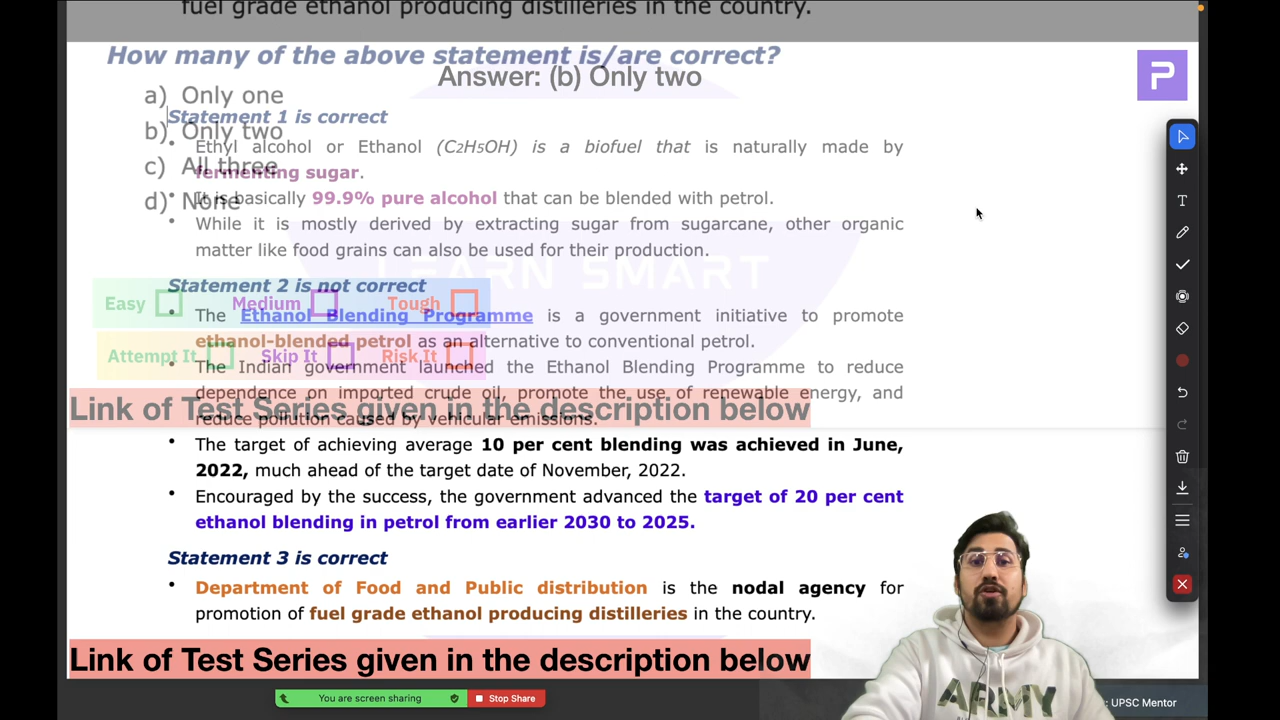 fuel grade ethanol producing distilleries in the country.
How many of the above statement is/are correct?
Answer: (b) Only two
a) Only one
Statement 1 is correct
b) Only two
• Ethyl alcohol or Ethanol (C2H5OH) is a biofuel that is naturally made by
c) All three
fermenting sugar.
• It is basically 99.9% pure alcohol that can be blended with petrol.
d) None
• While it is mostly derived by extracting sugar from sugarcane, other organic
matter like food grains can also be used for their production.
LEARN SMART
Statement 2 is not correct
Easy Medium Tough
• The Ethanol Blending Programme is a government initiative to promote
ethanol-blended petrol as an alternative to conventional petrol.
Attempt It Skip It Risk It
• The Indian government launched the Ethanol Blending Programme to reduce
dependence on imported crude oil, promote the use of renewable energy, and
Link of Test Series given in the description below
reduce pollution caused by vehicular emissions.
• The target of achieving average 10 per cent blending was achieved in June,
2022, much ahead of the target date of November, 2022.
• Encouraged by the success, the government advanced the target of 20 per cent
ethanol blending in petrol from earlier 2030 to 2025.
Statement 3 is correct
• Department of Food and Public distribution is the nodal agency for
promotion of fuel grade ethanol producing distilleries in the country.
Link of Test Series given in the description below
You are screen sharing
Stop Share
ARMY
: UPSC Mentor